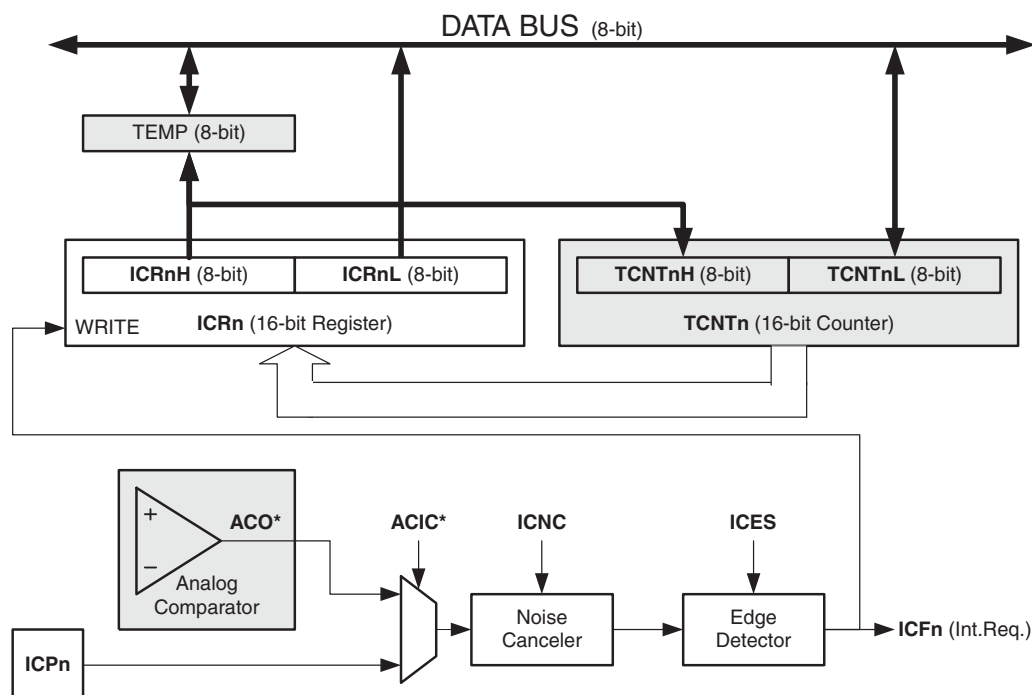 DATA BUS (8-bit)
TEMP (8-bit)
ICRnH (8-bit) ICRnL (8-bit) TCNTnH (8-bit) TCNTnL (8-bit)
WRITE ICRn (16-bit Register) TCNTn (16-bit Counter)
+ ACO* ACIC* ICNC ICES
−
Analog
Comparator
Noise
Canceler
Edge
Detector
ICFn (Int.Req.)
ICPn